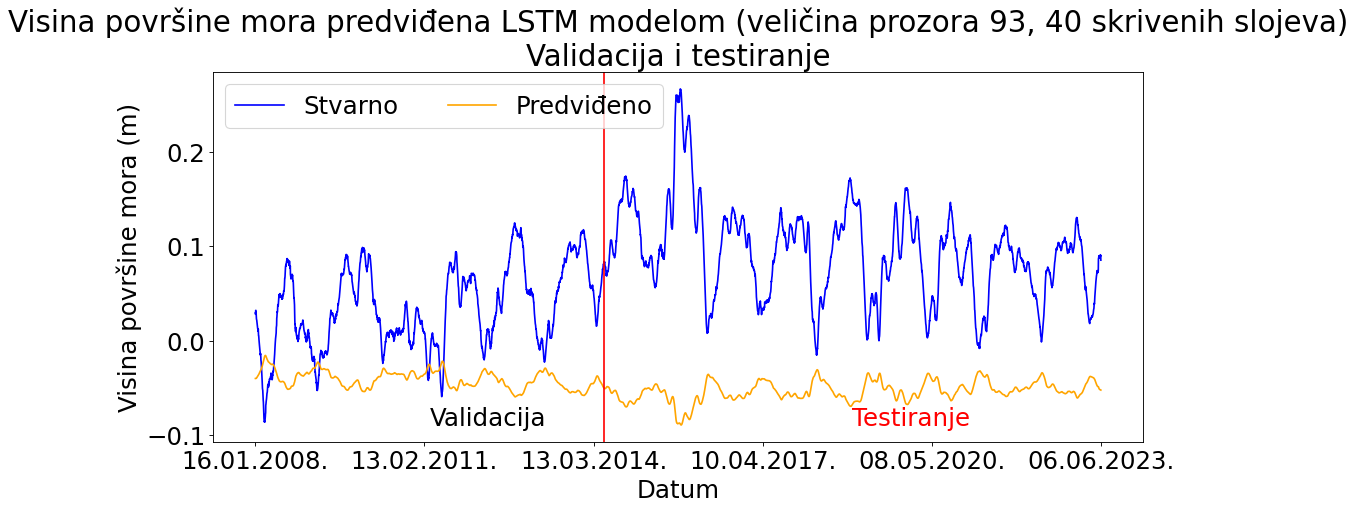 Visina površine mora predviđena LSTM modelom (veličina prozora 93, 40 skrivenih slojeva)
Validacija i testiranje
Stvarno
Predviđeno
Visina površine mora (m)
0.2
0.1
0.0
−0.1
Validacija
Testiranje
16.01.2008.
13.02.2011.
13.03.2014.
10.04.2017.
08.05.2020.
06.06.2023.
Datum